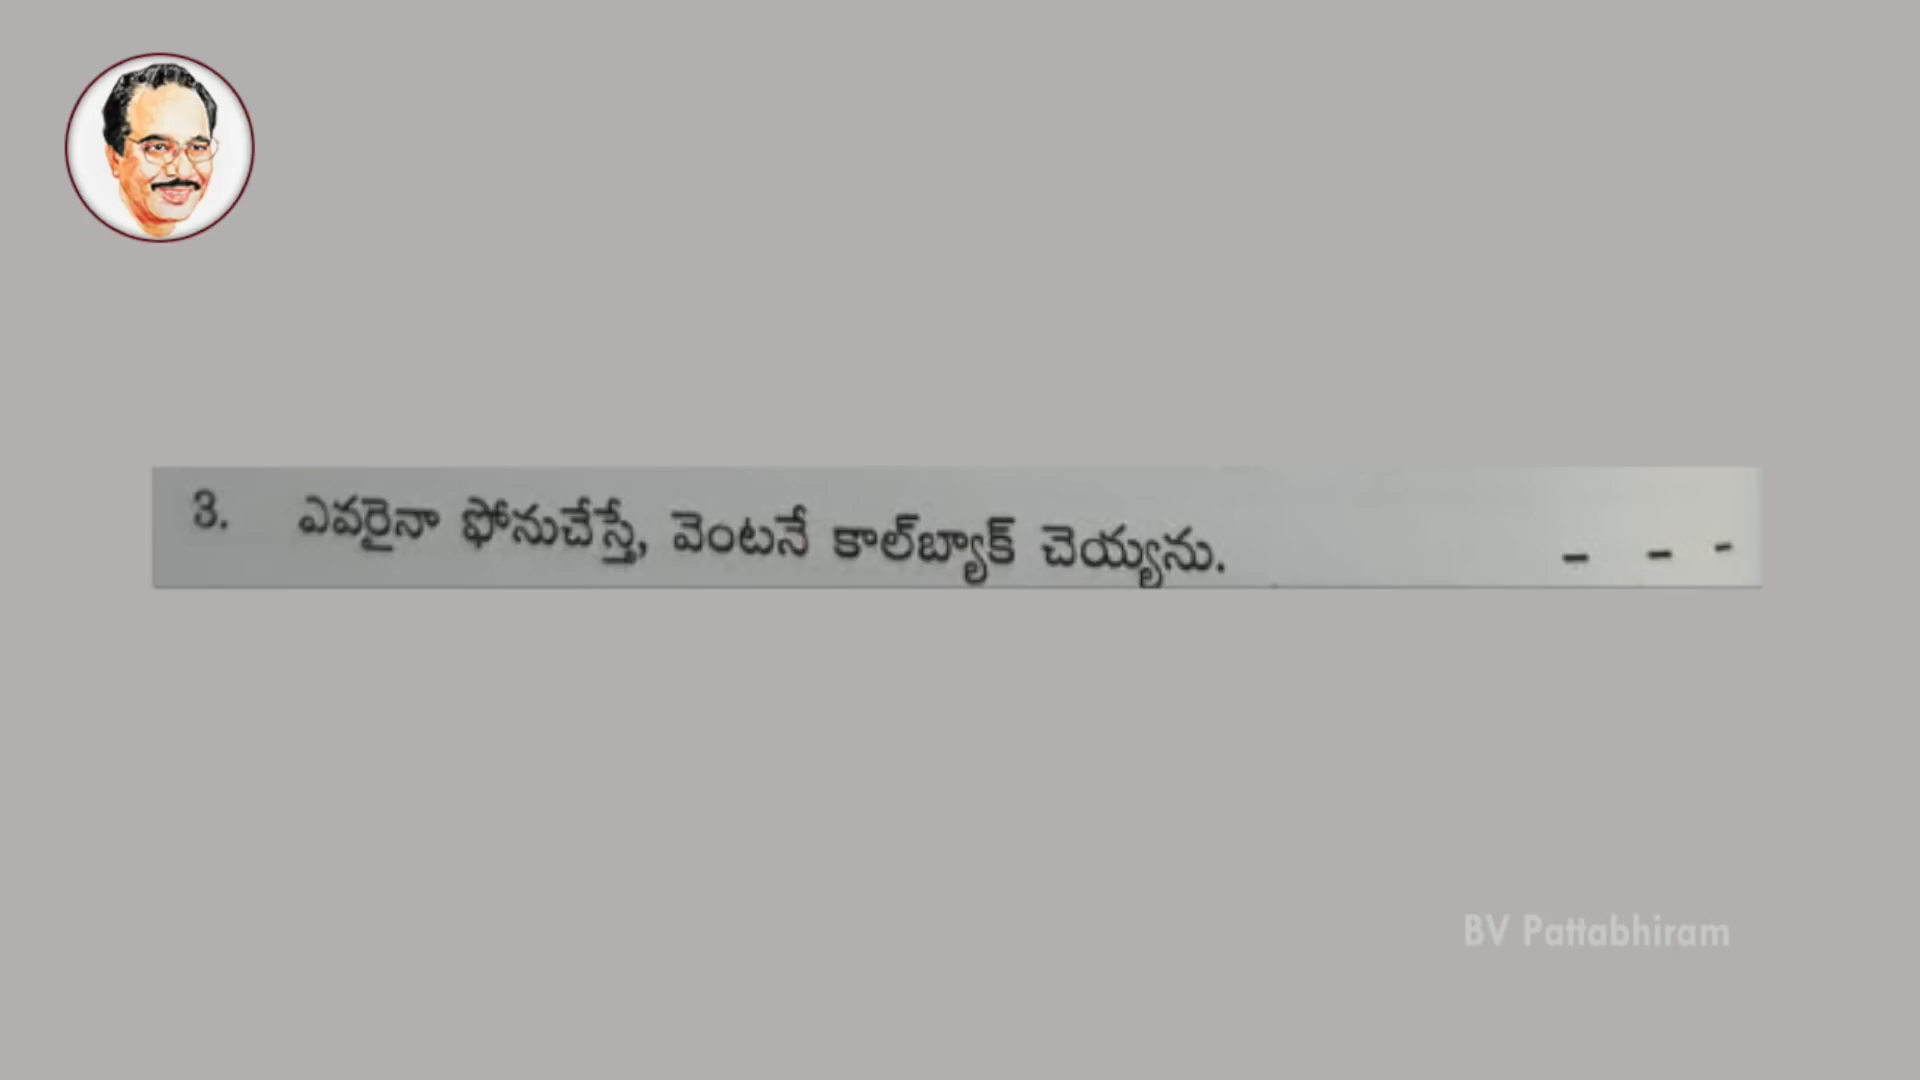 3. ఎవరైనా ఫోనుచేస్తే, వెంటనే కాల్‌బ్యాక్ చెయ్యను. – – -
BV Pattabhiram